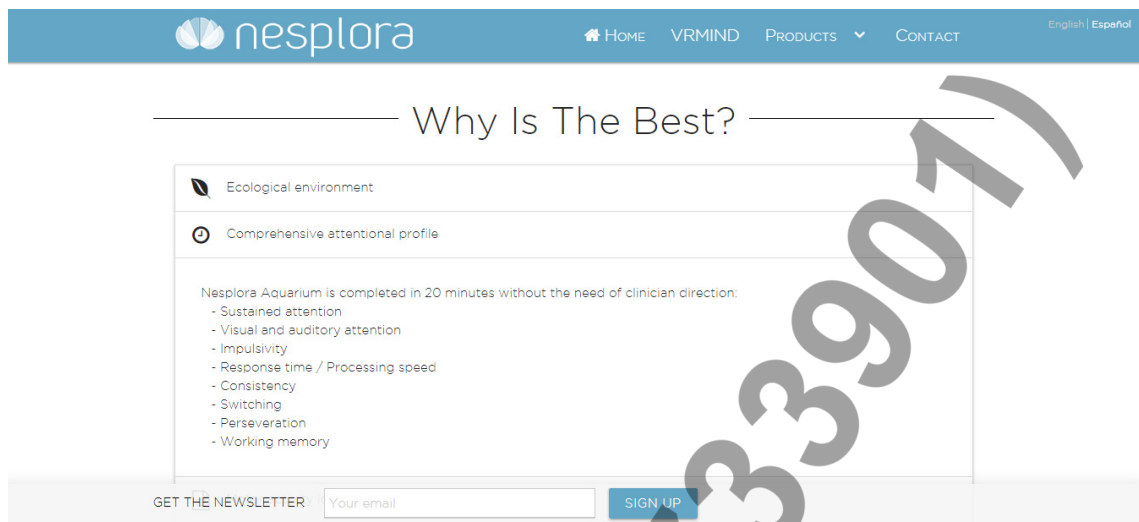 nesplora
Home VRMIND Products Contact
English | Español
Why Is The Best?
Ecological environment
Comprehensive attentional profile
Nesplora Aquarium is completed in 20 minutes without the need of clinician direction:
- Sustained attention
- Visual and auditory attention
- Impulsivity
- Response time / Processing speed
- Consistency
- Switching
- Perseveration
- Working memory
GET THE NEWSLETTER Your email SIGN UP
33901)